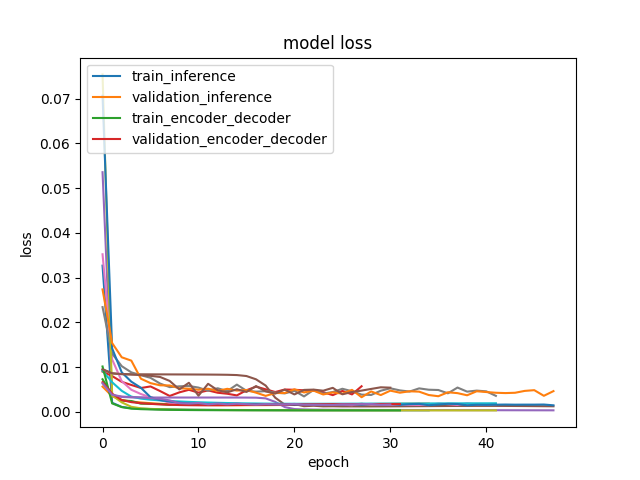 model loss
train_inference
validation_inference
train_encoder_decoder
validation_encoder_decoder
0.07
0.06
0.05
0.04
0.03
0.02
0.01
0.00
loss
0 10 20 30 40
epoch